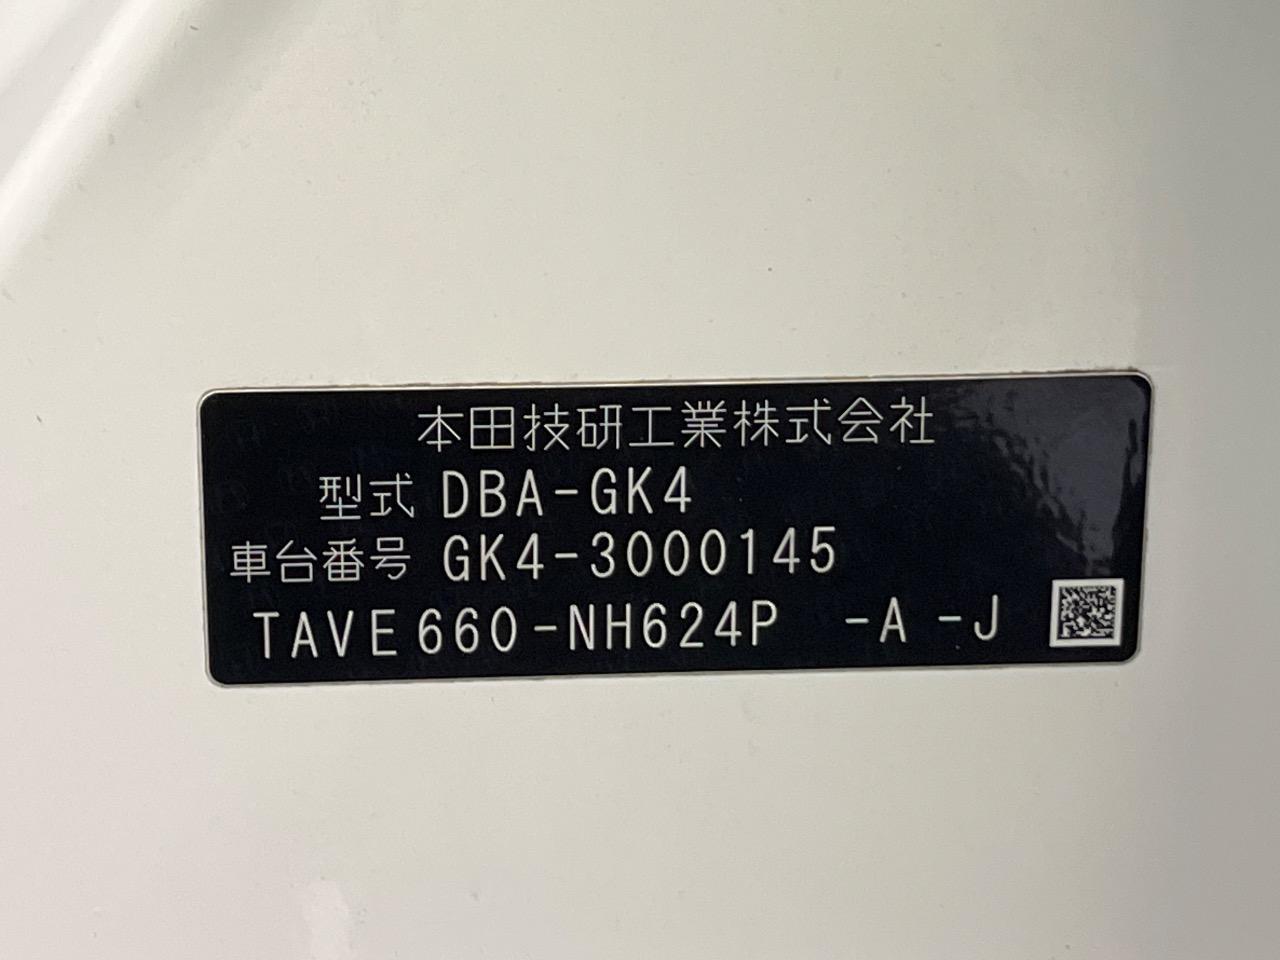 本田技研工業株式会社
型式 DBA-GK4
車台番号 GK4-3000145
TAVE660-NH624P -A -J